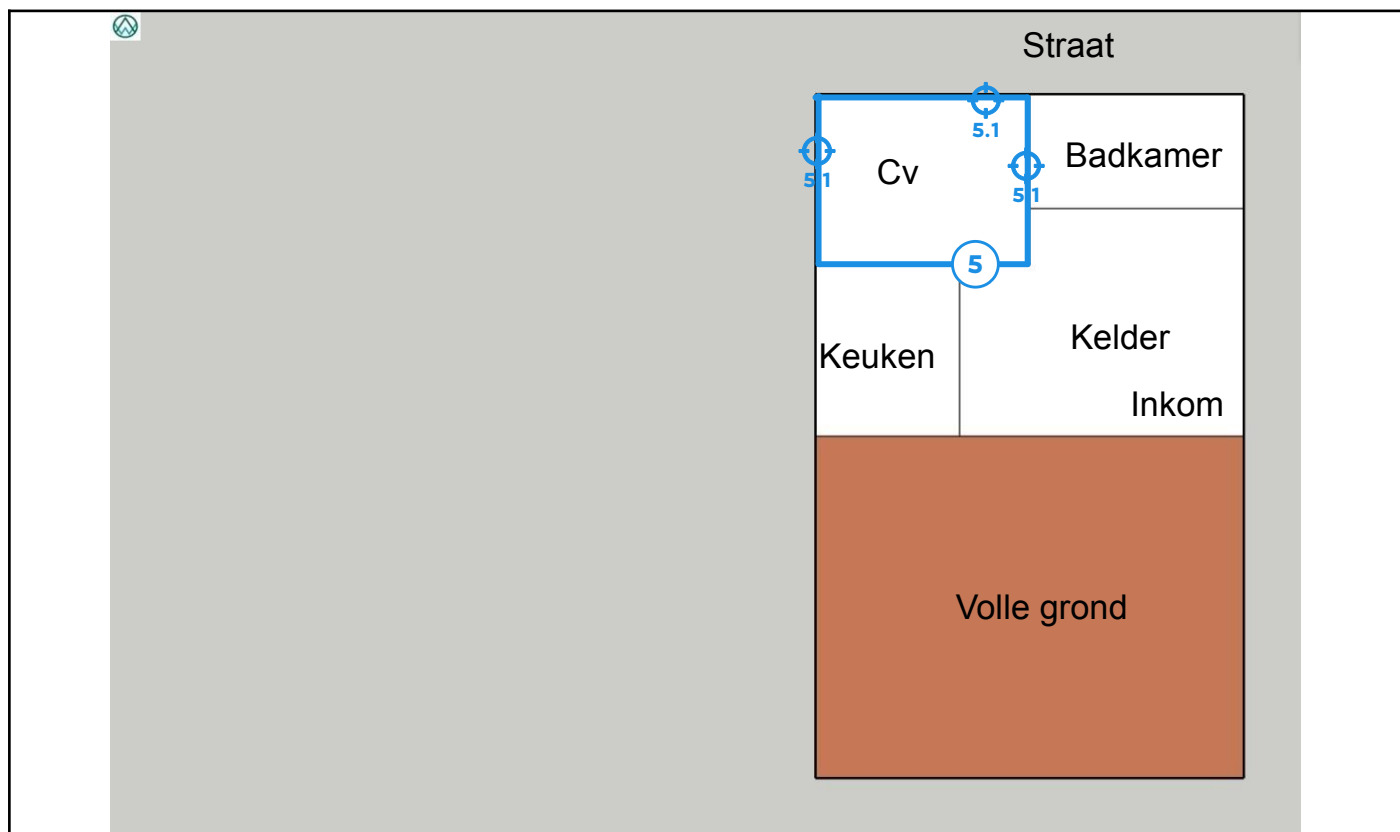 Straat
5.1
5.1
5.1
Cv
Badkamer
5
Keuken
Kelder
Inkom
Volle grond